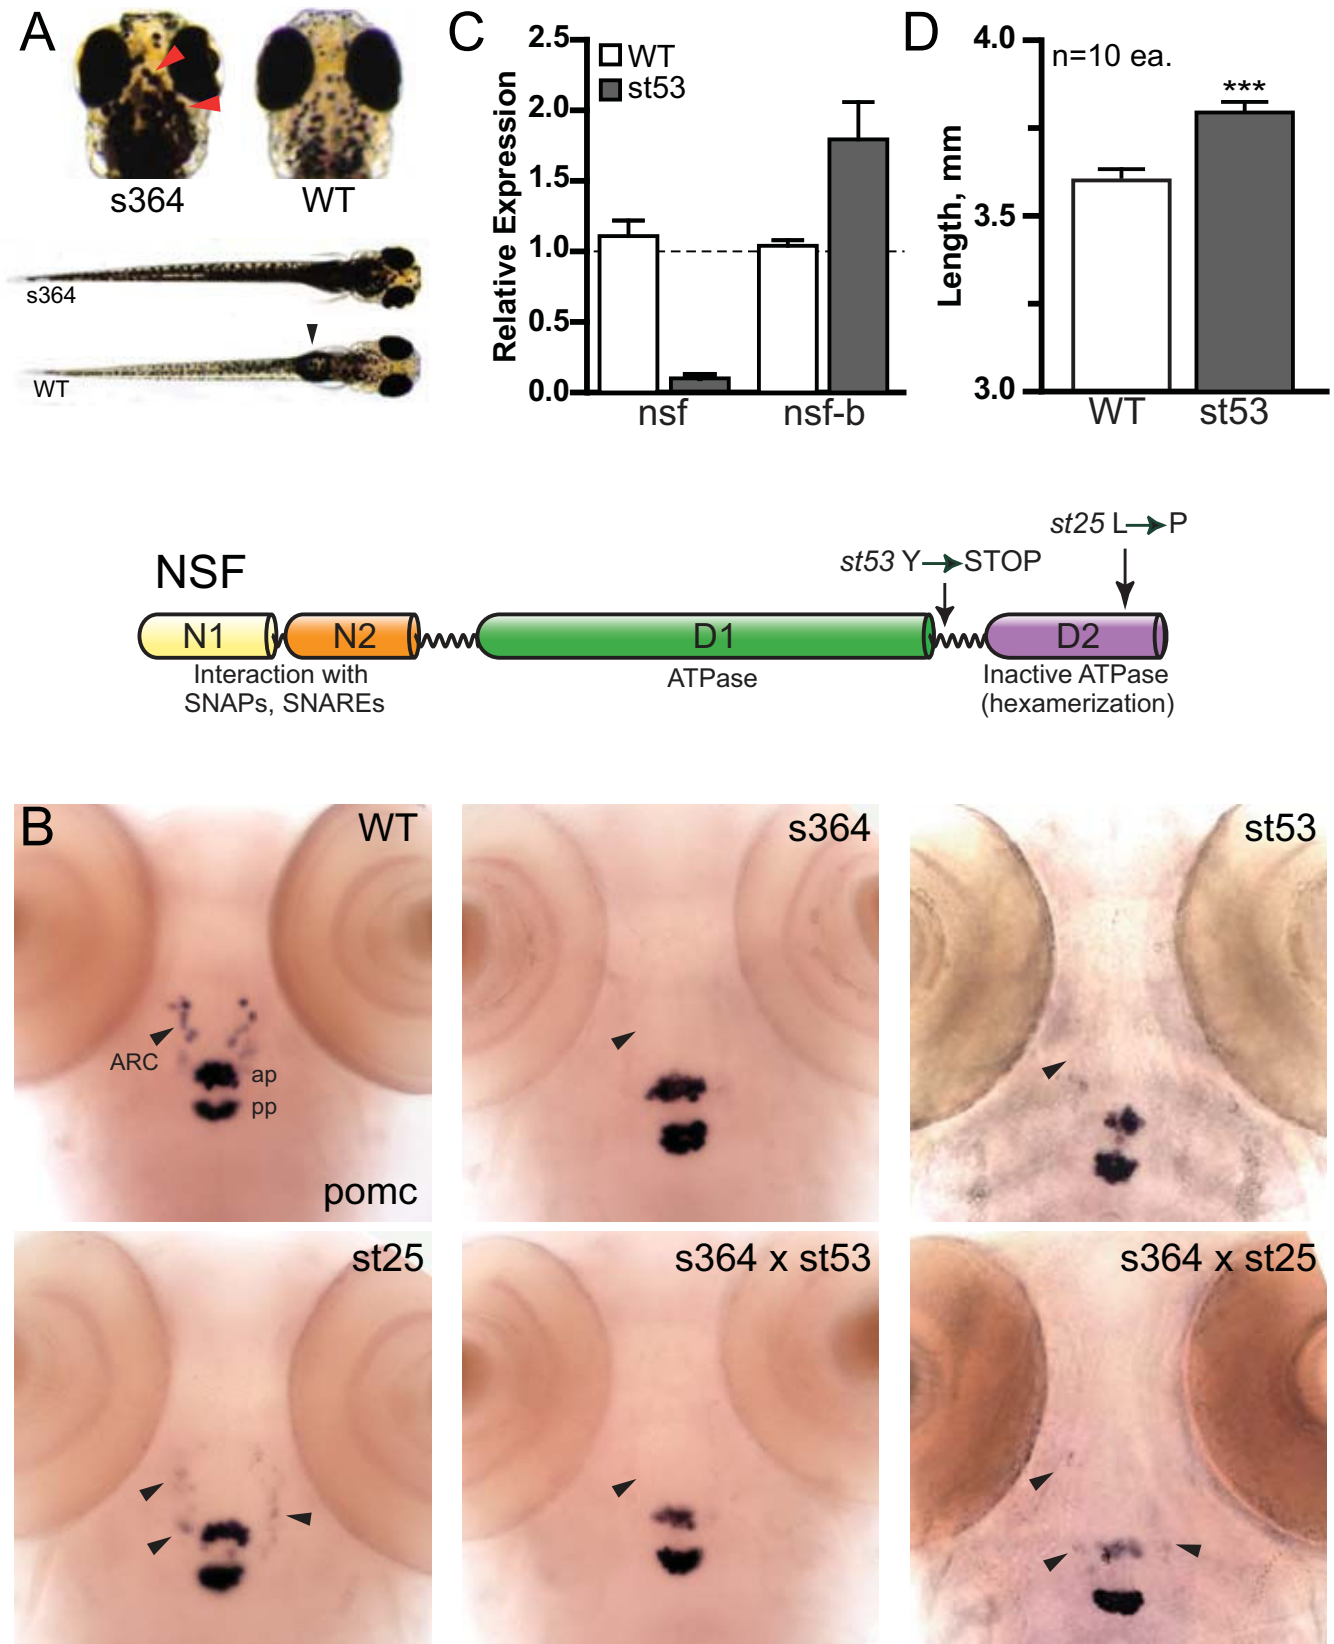 A
s364
WT
s364
WT
C
2.5
2.0
1.5
1.0
0.5
0.0
Relative Expression
WT
st53
nsf
nsf-b
D
4.0
3.5
3.0
Length, mm
n=10 ea.
***
WT
st53
NSF
st53 Y STOP
st25 L P
N1
N2
D1
D2
Interaction with
SNAPs, SNAREs
ATPase
Inactive ATPase
(hexamerization)
B
WT
ARC
ap
pp
pomc
s364
st53
st25
s364 x st53
s364 x st25